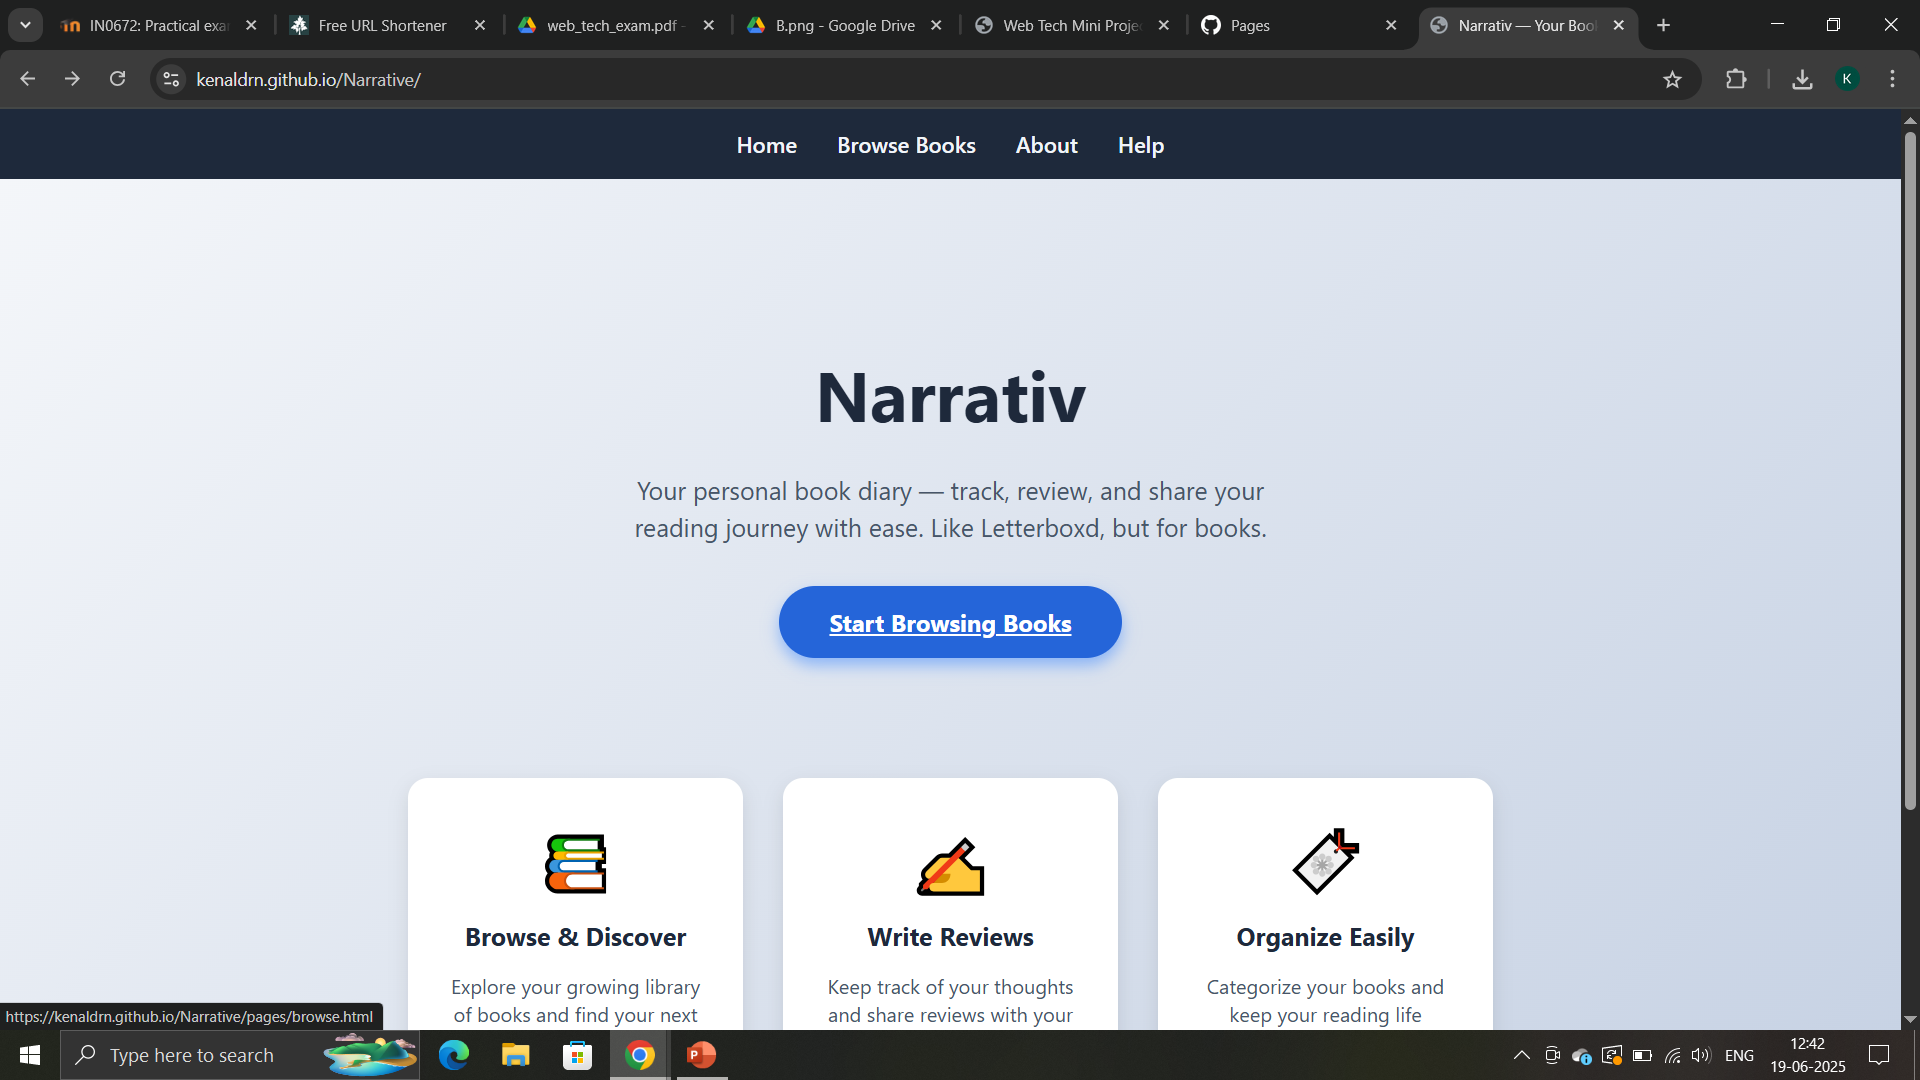 IN0672: Practical exa
Free URL Shortener
web_tech_exam.pdf -
B.png - Google Drive
Web Tech Mini Proje
Pages
Narrativ — Your Boo
kenaldrn.github.io/Narrative/
K
Home
Browse Books
About
Help
Narrativ
Your personal book diary — track, review, and share your
reading journey with ease. Like Letterboxd, but for books.
Start Browsing Books
Browse & Discover
Explore your growing library
of books and find your next
Write Reviews
Keep track of your thoughts
and share reviews with your
Organize Easily
Categorize your books and
keep your reading life
https://kenaldrn.github.io/Narrative/pages/browse.html
Type here to search
P
ENG
12:42
19-06-2025